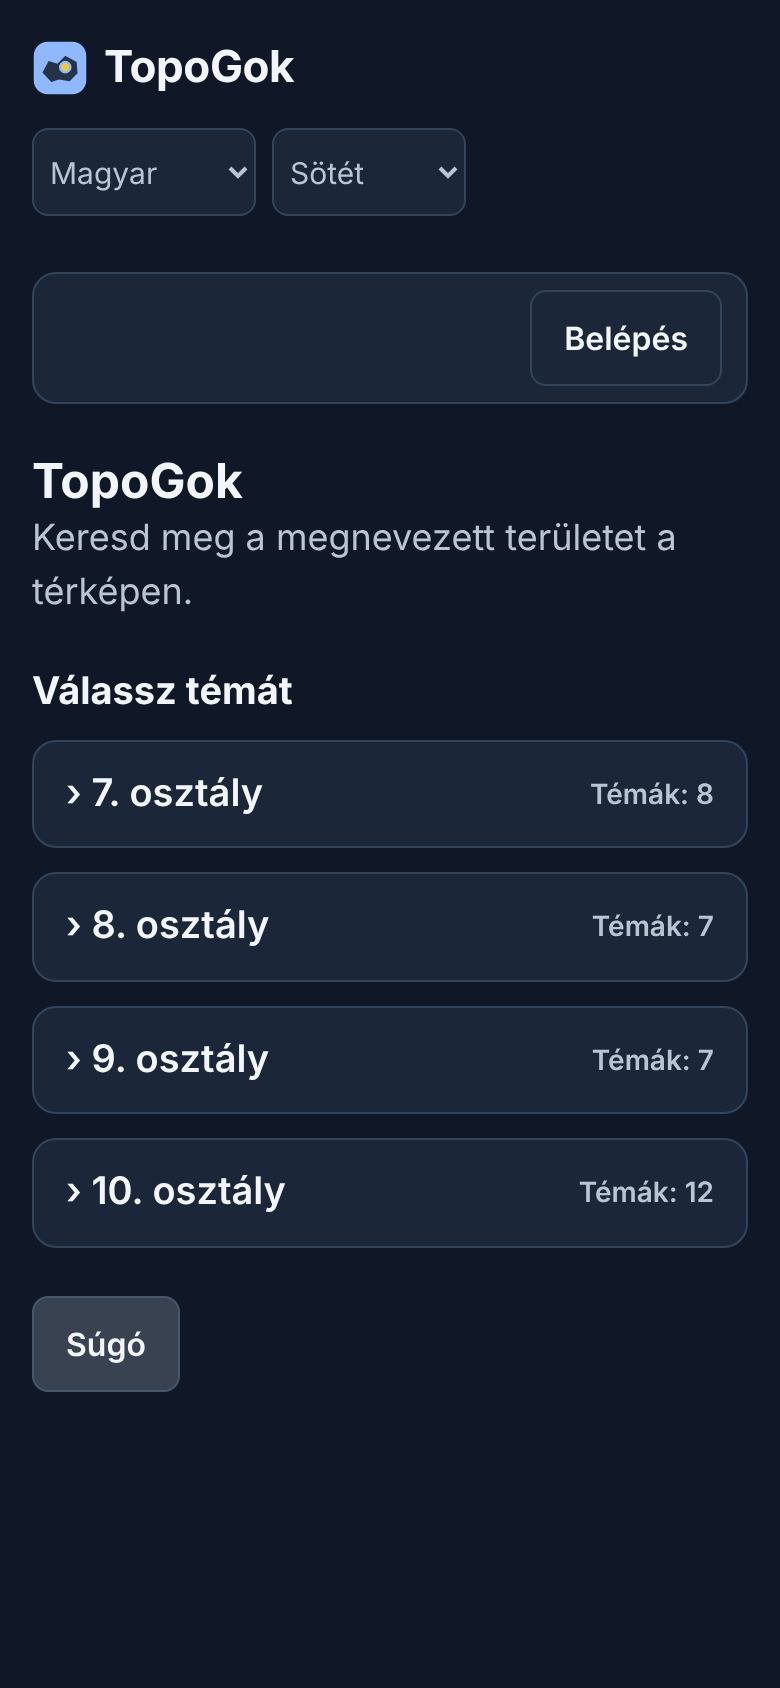 TopoGok
Magyar
Sötét
Belépés
TopoGok
Keresd meg a megnevezett területet a
térképen.
Válassz témát
› 7. osztály
Témák: 8
› 8. osztály
Témák: 7
› 9. osztály
Témák: 7
› 10. osztály
Témák: 12
Súgó